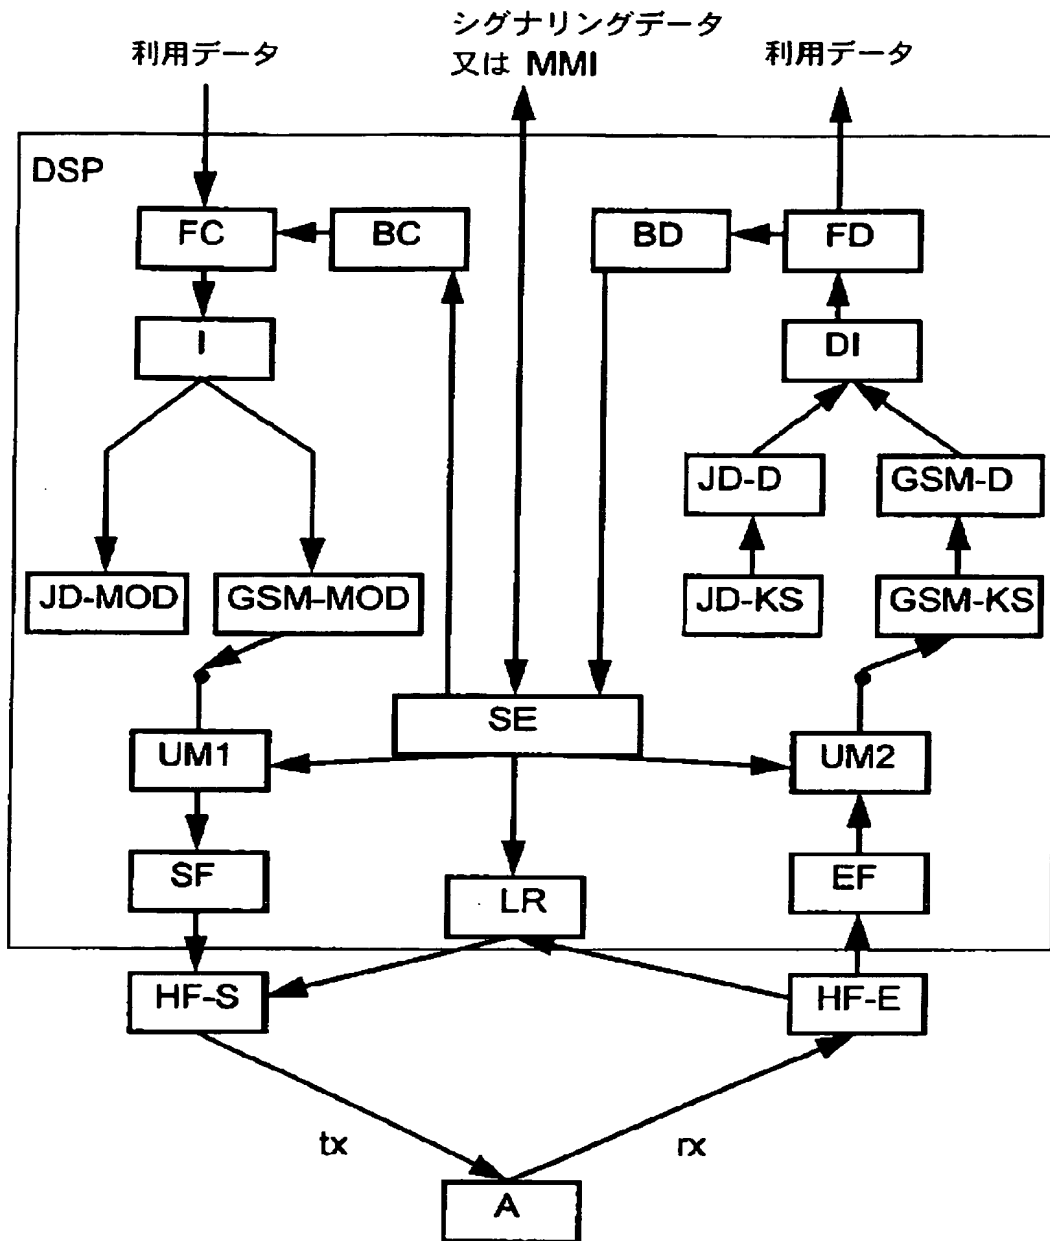 利用データ
シグナリングデータ
又は MMI
利用データ
DSP
FC
BC
BD
FD
I
DI
JD-D
GSM-D
JD-MOD
GSM-MOD
JD-KS
GSM-KS
SE
UM1
UM2
SF
LR
EF
HF-S
HF-E
tx
rx
A